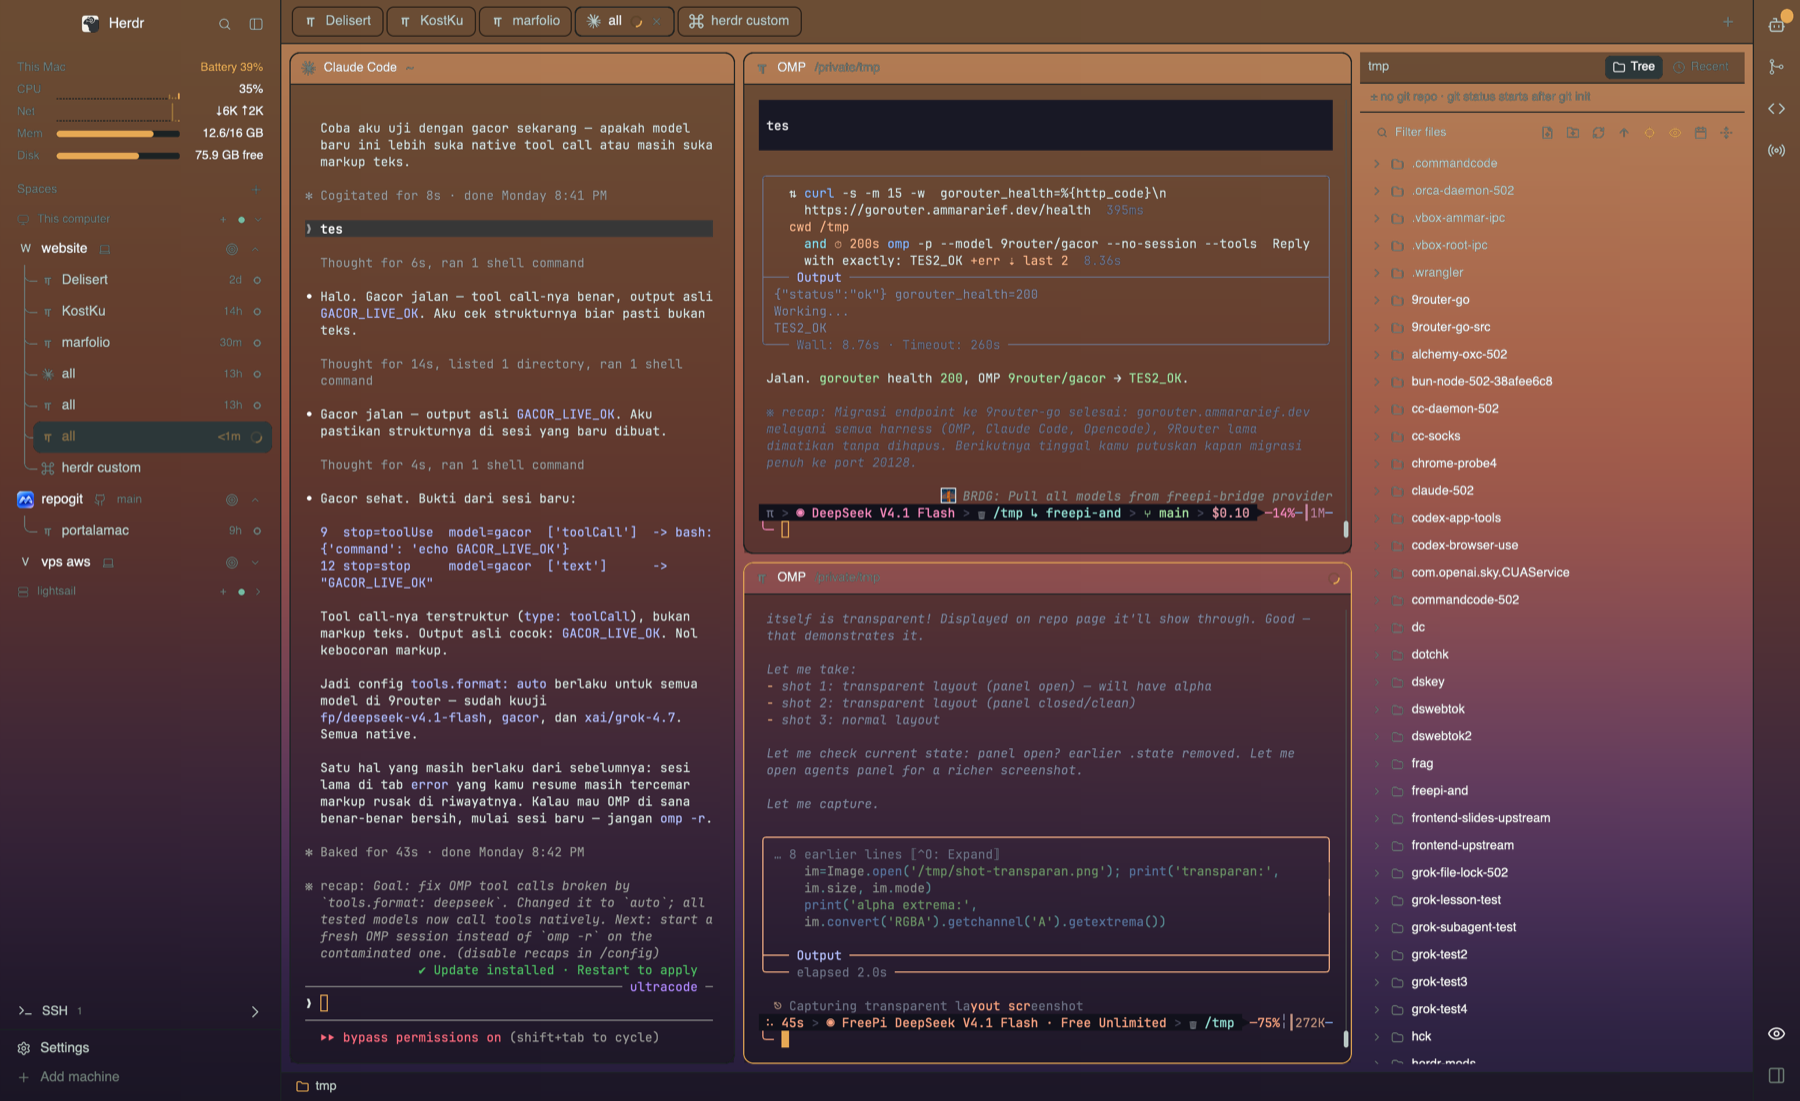 Herdr
This Mac
Battery 39%
CPU
35%
Net
↓6K ↑2K
Mem
12.6/16 GB
Disk
75.9 GB free
Spaces
This computer
W website
Delisert 2d
KostKu 14h
marfolio 30m
all 13h
all 13h
all <1m
herdr custom
repogit main
portalamac 9h
V vps aws
lightsail
SSH 1
Settings
Add machine
Delisert
KostKu
marfolio
all
herdr custom
Claude Code ~
Coba aku uji dengan gacor sekarang — apakah model
baru ini lebih suka native tool call atau masih suka
markup teks.
✻ Cogitated for 8s · done Monday 8:41 PM
❯ tes
Thought for 6s, ran 1 shell command
• Halo. Gacor jalan — tool call-nya benar, output asli
GACOR_LIVE_OK. Aku cek strukturnya biar pasti bukan
teks.
Thought for 14s, listed 1 directory, ran 1 shell
command
• Gacor jalan — output asli GACOR_LIVE_OK. Aku
pastikan strukturnya di sesi yang baru dibuat.
Thought for 4s, ran 1 shell command
• Gacor sehat. Bukti dari sesi baru:
9 stop=toolUse model=gacor ['toolCall'] -> bash:
{'command': 'echo GACOR_LIVE_OK'}
12 stop=stop model=gacor ['text'] ->
"GACOR_LIVE_OK"
Tool call-nya terstruktur (type: toolCall), bukan
markup teks. Output asli cocok: GACOR_LIVE_OK. Nol
kebocoran markup.
Jadi config tools.format: auto berlaku untuk semua
model di 9router — sudah kuuji
fp/deepseek-v4.1-flash, gacor, dan xai/grok-4.7.
Semua native.
Satu hal yang masih berlaku dari sebelumnya: sesi
lama di tab error yang kamu resume masih tercemar
markup rusak di riwayatnya. Kalau mau OMP di sana
benar-benar bersih, mulai sesi baru — jangan omp -r.
✻ Baked for 43s · done Monday 8:42 PM
※ recap: Goal: fix OMP tool calls broken by
`tools.format: deepseek`. Changed it to `auto`; all
tested models now call tools natively. Next: start a
fresh OMP session instead of `omp -r` on the
contaminated one. (disable recaps in /config)
✔ Update installed · Restart to apply
ultracode
❯
▸▸ bypass permissions on (shift+tab to cycle)
OMP /private/tmp
tes
⇅ curl -s -m 15 -w gorouter_health=%{http_code}\n
https://gorouter.ammararief.dev/health 395ms
cwd /tmp
and 200s omp -p --model 9router/gacor --no-session --tools Reply
with exactly: TES2_OK +err ↓ last 2 8.36s
Output
{"status":"ok"} gorouter_health=200
Working...
TES2_OK
Wall: 8.76s · Timeout: 260s
Jalan. gorouter health 200, OMP 9router/gacor → TES2_OK.
※ recap: Migrasi endpoint ke 9router-go selesai: gorouter.ammararief.dev
melayani semua harness (OMP, Claude Code, Opencode), 9Router lama
dimatikan tanpa dihapus. Berikutnya tinggal kamu putuskan kapan migrasi
penuh ke port 20128.
BRDG: Pull all models from freepi-bridge provider
π > DeepSeek V4.1 Flash > /tmp ↳ freepi-and > main > $0.10 14% 1M
OMP /private/tmp
itself is transparent! Displayed on repo page it'll show through. Good —
that demonstrates it.
Let me take:
- shot 1: transparent layout (panel open) — will have alpha
- shot 2: transparent layout (panel closed/clean)
- shot 3: normal layout
Let me check current state: panel open? earlier .state removed. Let me
open agents panel for a richer screenshot.
Let me capture.
… 8 earlier lines [^O: Expand]
im=Image.open('/tmp/shot-transparan.png'); print('transparan:',
im.size, im.mode)
print('alpha extrema:',
im.convert('RGBA').getchannel('A').getextrema())
Output
elapsed 2.0s
Capturing transparent layout screenshot
45s > FreePi DeepSeek V4.1 Flash · Free Unlimited > /tmp 75% 272K
tmp
tmp
Tree
Recent
no git repo · git status starts after git init
Filter files
.commandcode
.orca-daemon-502
.vbox-ammar-ipc
.vbox-root-ipc
.wrangler
9router-go
9router-go-src
alchemy-oxc-502
bun-node-502-38afee6c8
cc-daemon-502
cc-socks
chrome-probe4
claude-502
codex-app-tools
codex-browser-use
com.openai.sky.CUAService
commandcode-502
dc
dotchk
dskey
dswebtok
dswebtok2
frag
freepi-and
frontend-slides-upstream
frontend-upstream
grok-file-lock-502
grok-lesson-test
grok-subagent-test
grok-test2
grok-test3
grok-test4
hck
herdr-mods